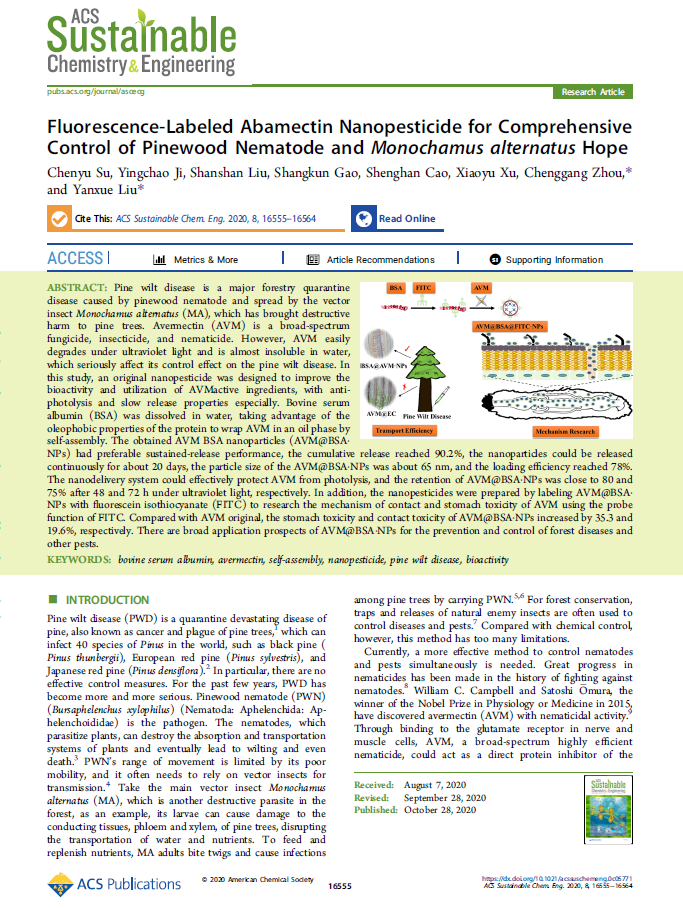 ACS
Sustainable
Chemistry & Engineering
pubs.acs.org/journal/ascecg
Research Article
Fluorescence-Labeled Abamectin Nanopesticide for Comprehensive
Control of Pinewood Nematode and Monochamus alternatus Hope
Chenyu Su, Yingchao Ji, Shanshan Liu, Shangkun Gao, Shenghan Cao, Xiaoyu Xu, Chenggang Zhou,*
and Yanxue Liu*
Cite This: ACS Sustainable Chem. Eng. 2020, 8, 16555−16564
Read Online
ACCESS
Metrics & More
Article Recommendations
SI Supporting Information
ABSTRACT: Pine wilt disease is a major forestry quarantine
disease caused by pinewood nematode and spread by the vector
insect Monochamus alternatus (MA), which has brought destructive
harm to pine trees. Avermectin (AVM) is a broad-spectrum
fungicide, insecticide, and nematicide. However, AVM easily
degrades under ultraviolet light and is almost insoluble in water,
which seriously affect its control effect on the pine wilt disease. In
this study, an original nanopesticide was designed to improve the
bioactivity and utilization of AVMactive ingredients, with anti-
photolysis and slow release properties especially. Bovine serum
albumin (BSA) was dissolved in water, taking advantage of the
oleophobic properties of the protein to wrap AVM in an oil phase by
self-assembly. The obtained AVM BSA nanoparticles (AVM@BSA·
NPs) had preferable sustained-release performance, the cumulative release reached 90.2%, the nanoparticles could be released
continuously for about 20 days, the particle size of the AVM@BSA·NPs was about 65 nm, and the loading efficiency reached 78%.
The nanodelivery system could effectively protect AVM from photolysis, and the retention of AVM@BSA·NPs was close to 80 and
75% after 48 and 72 h under ultraviolet light, respectively. In addition, the nanopesticides were prepared by labeling AVM@BSA·
NPs with fluorescein isothiocyanate (FITC) to research the mechanism of contact and stomach toxicity of AVM using the probe
function of FITC. Compared with AVM original, the stomach toxicity and contact toxicity of AVM@BSA·NPs increased by 35.3 and
19.6%, respectively. There are broad application prospects of AVM@BSA·NPs for the prevention and control of forest diseases and
other pests.
BSA
FITC
AVM
AVM@BSA@FITC·NPs
BSA@AVM·NPs
AVM@EC
Pine Wilt Disease
Transport Efficiency
Mechanism Research
KEYWORDS: bovine serum albumin, avermectin, self-assembly, nanopesticide, pine wilt disease, bioactivity
INTRODUCTION
Pine wilt disease (PWD) is a quarantine devastating disease of
pine, also known as cancer and plague of pine trees,1 which can
infect 40 species of Pinus in the world, such as black pine (
Pinus thunbergii), European red pine (Pinus sylvestris), and
Japanese red pine (Pinus densiflora).2 In particular, there are no
effective control measures. For the past few years, PWD has
become more and more serious. Pinewood nematode (PWN)
(Bursaphelenchus xylophilus) (Nematoda: Aphelenchida: Ap-
helenchoididae) is the pathogen. The nematodes, which
parasitize plants, can destroy the absorption and transportation
systems of plants and eventually lead to wilting and even
death.3 PWN's range of movement is limited by its poor
mobility, and it often needs to rely on vector insects for
transmission.4 Take the main vector insect Monochamus
alternatus (MA), which is another destructive parasite in the
forest, as an example, its larvae can cause damage to the
conducting tissues, phloem and xylem, of pine trees, disrupting
the transportation of water and nutrients. To feed and
replenish nutrients, MA adults bite twigs and cause infections
among pine trees by carrying PWN.5,6 For forest conservation,
traps and releases of natural enemy insects are often used to
control diseases and pests.7 Compared with chemical control,
however, this method has too many limitations.
Currently, a more effective method to control nematodes
and pests simultaneously is needed. Great progress in
nematicides has been made in the history of fighting against
nematodes.8 William C. Campbell and Satoshi Ōmura, the
winner of the Nobel Prize in Physiology or Medicine in 2015,
have discovered avermectin (AVM) with nematicidal activity.9
Through binding to the glutamate receptor in nerve and
muscle cells, AVM, a broad-spectrum highly efficient
nematicide, could act as a direct protein inhibitor of the
Received: August 7, 2020
Revised: September 28, 2020
Published: October 28, 2020
ACS Publications
© 2020 American Chemical Society
16555
https://dx.doi.org/10.1021/acssuschemeng.0c05771
ACS Sustainable Chem. Eng. 2020, 8, 16555−16564